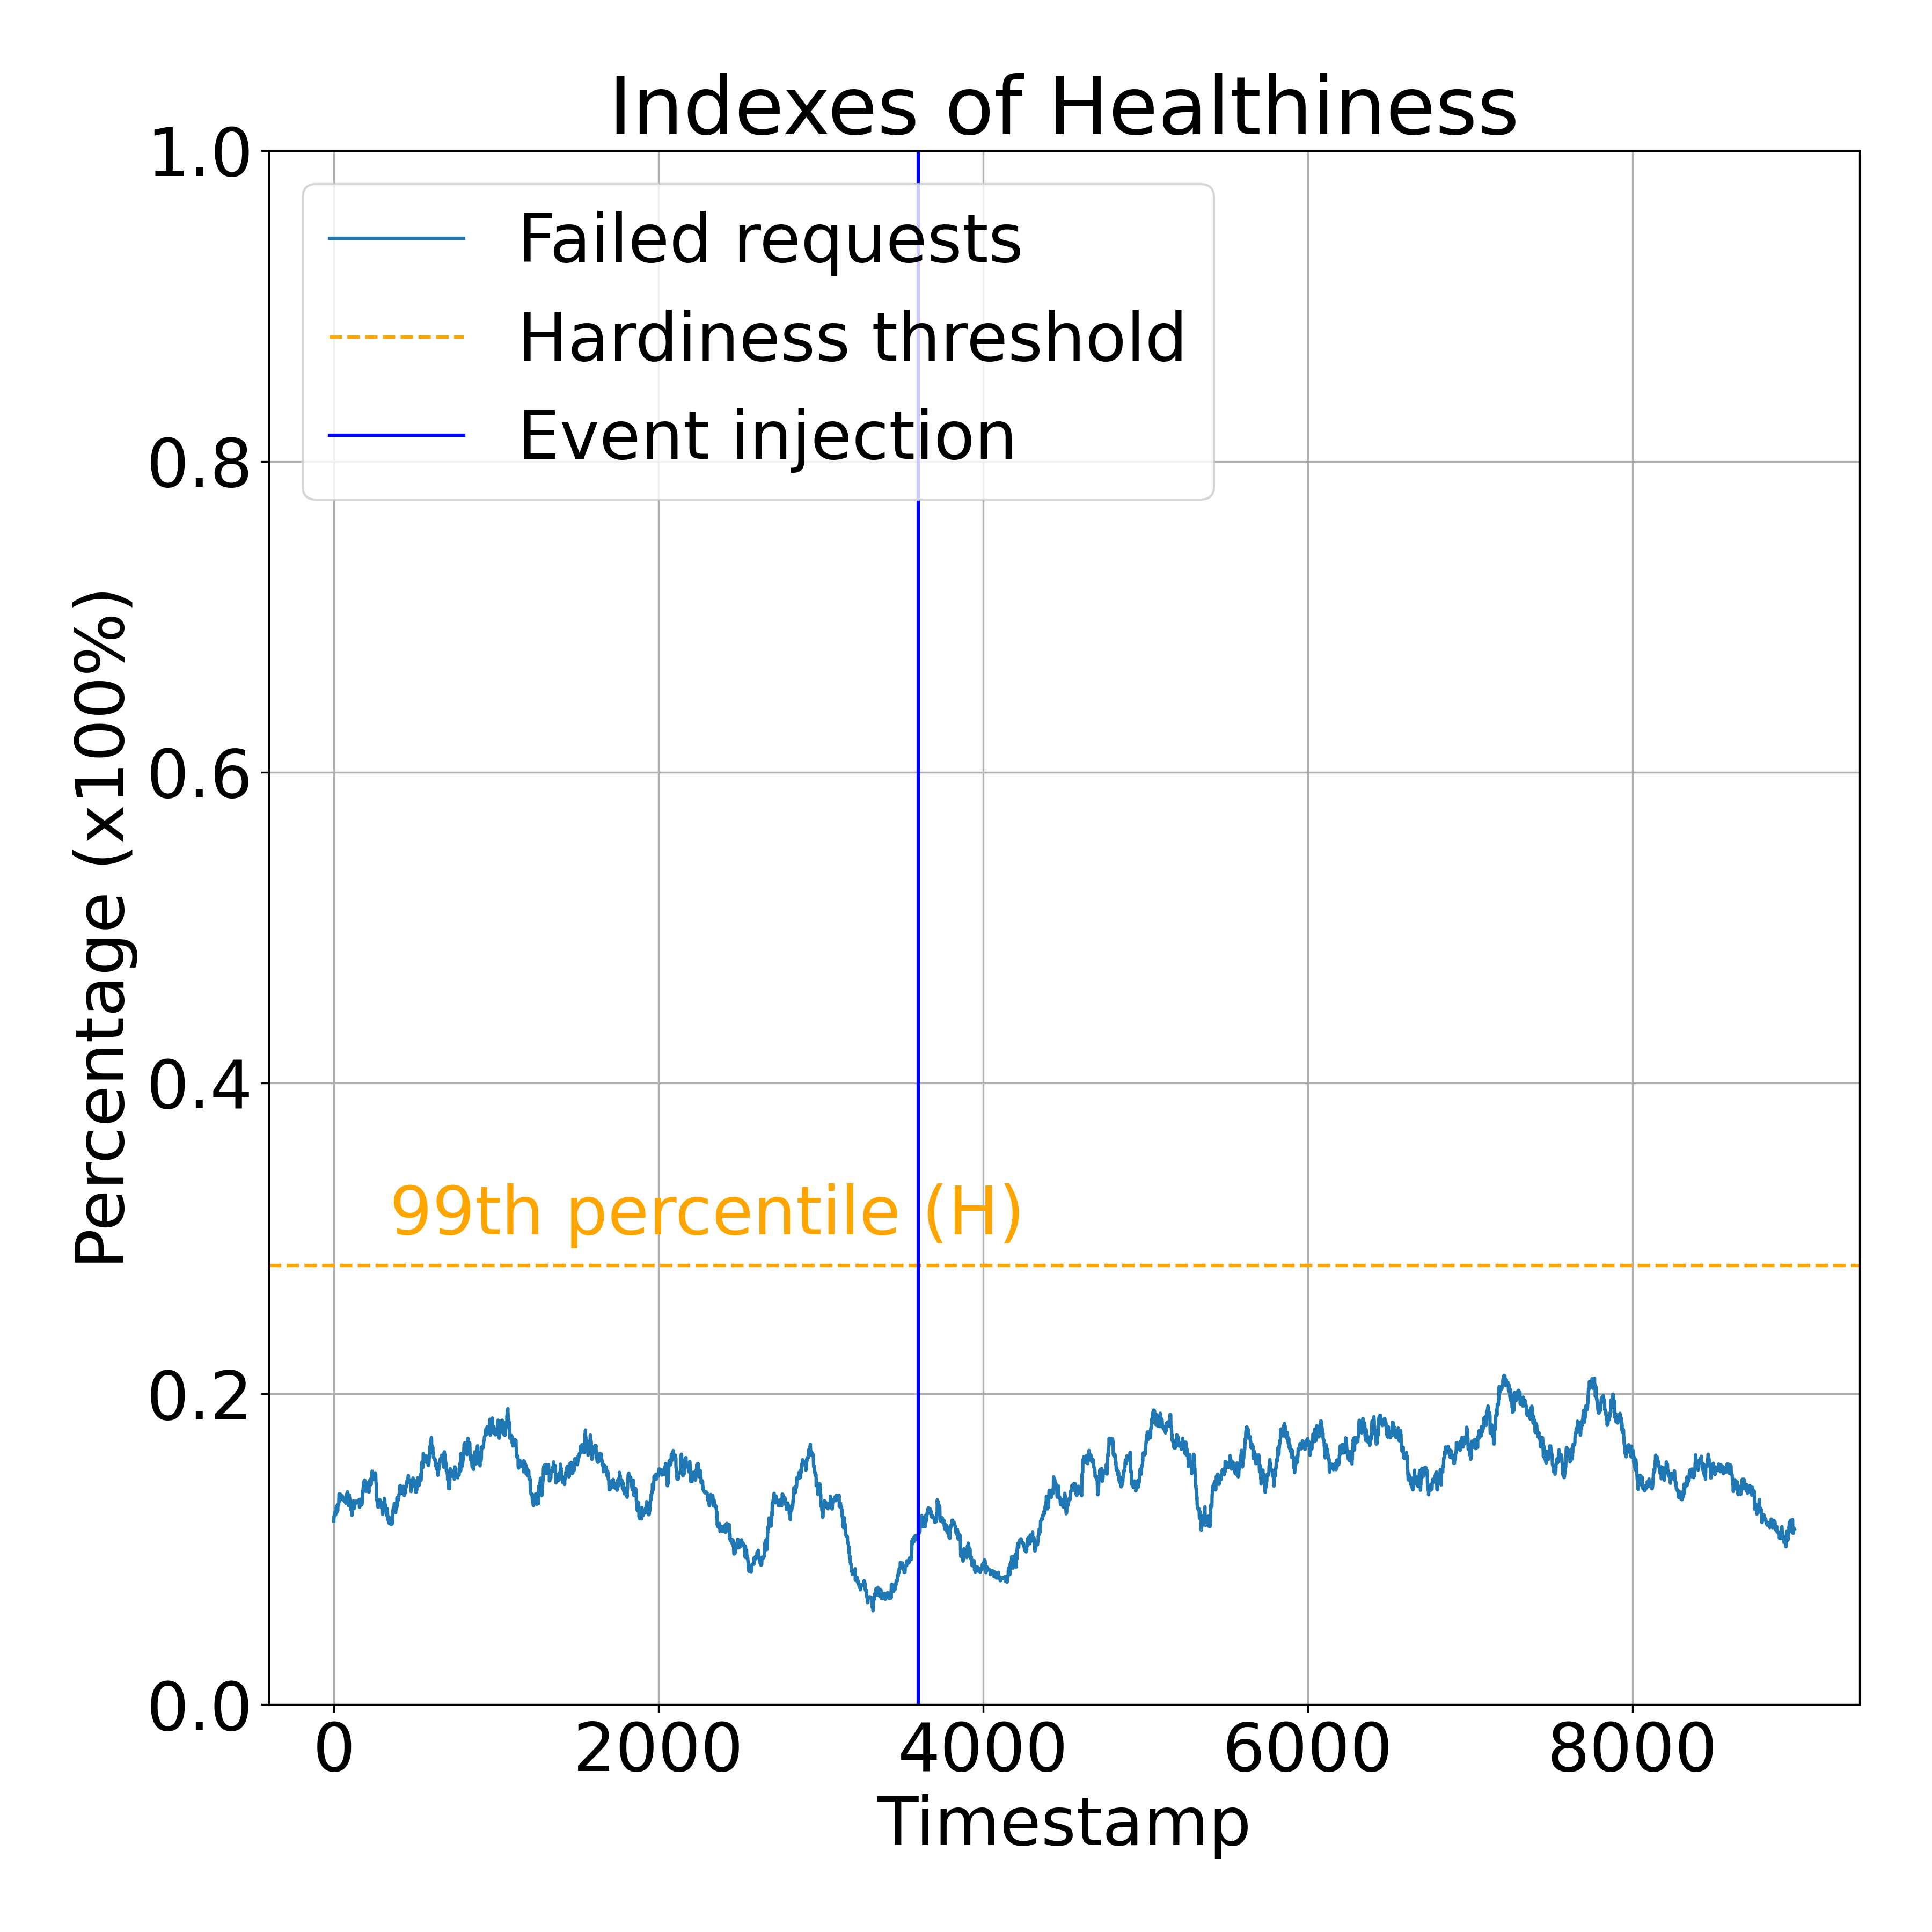 Indexes of Healthiness
Failed requests
Hardiness threshold
Event injection
99th percentile (H)
Percentage (x100%)
1.0
0.8
0.6
0.4
0.2
0.0
0 2000 4000 6000 8000
Timestamp